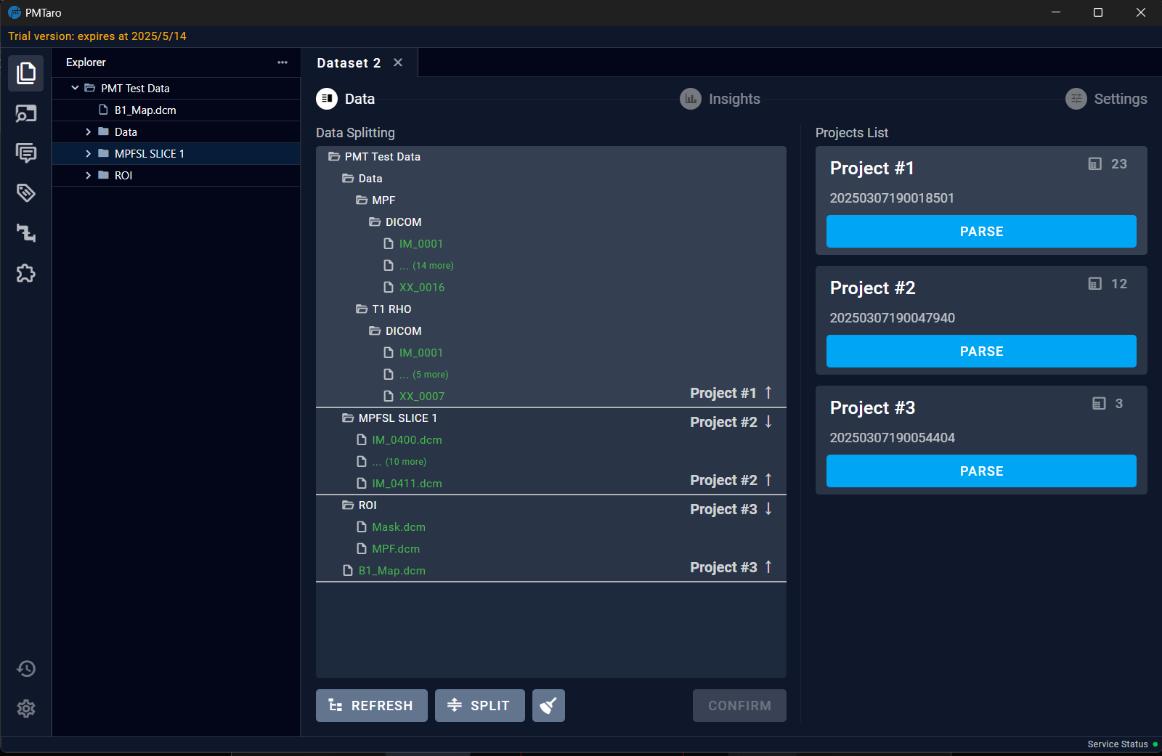 PMTaro
Trial version: expires at 2025/5/14
Explorer
PMT Test Data
B1_Map.dcm
Data
MPFSL SLICE 1
ROI
Dataset 2
Data
Insights
Settings
Data Splitting
PMT Test Data
Data
MPF
DICOM
IM_0001
... (14 more)
XX_0016
T1 RHO
DICOM
IM_0001
... (5 more)
XX_0007
Project #1 ↑
MPFSL SLICE 1
Project #2 ↓
IM_0400.dcm
... (10 more)
IM_0411.dcm
Project #2 ↑
ROI
Project #3 ↓
Mask.dcm
MPF.dcm
B1_Map.dcm
Project #3 ↑
REFRESH
SPLIT
CONFIRM
Projects List
Project #1
23
20250307190018501
PARSE
Project #2
12
20250307190047940
PARSE
Project #3
3
20250307190054404
PARSE
Service Status